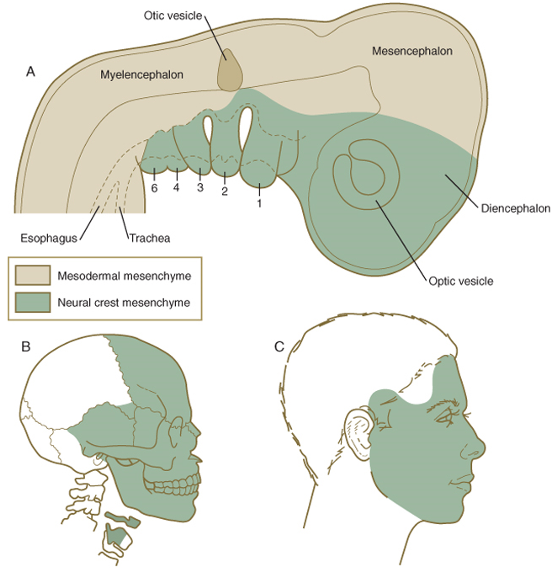 Otic vesicle
Mesencephalon
A
Myelencephalon
6 4 3 2 1
Diencephalon
Esophagus Trachea
Optic vesicle
Mesodermal mesenchyme
Neural crest mesenchyme
B
C